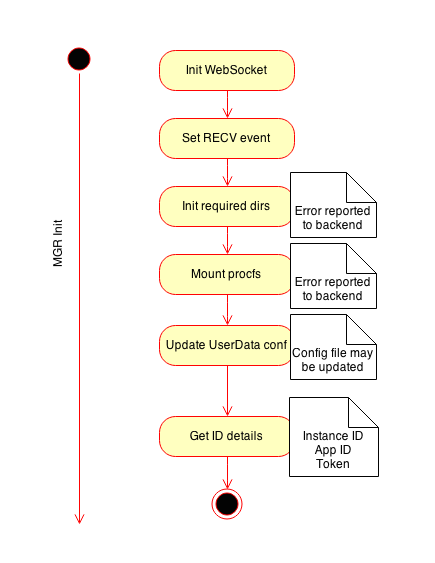 Init WebSocket
Set RECV event
Init required dirs
Error reported
to backend
MGR Init
Mount procfs
Error reported
to backend
Update UserData conf
Config file may
be updated
Get ID details
Instance ID
App ID
Token